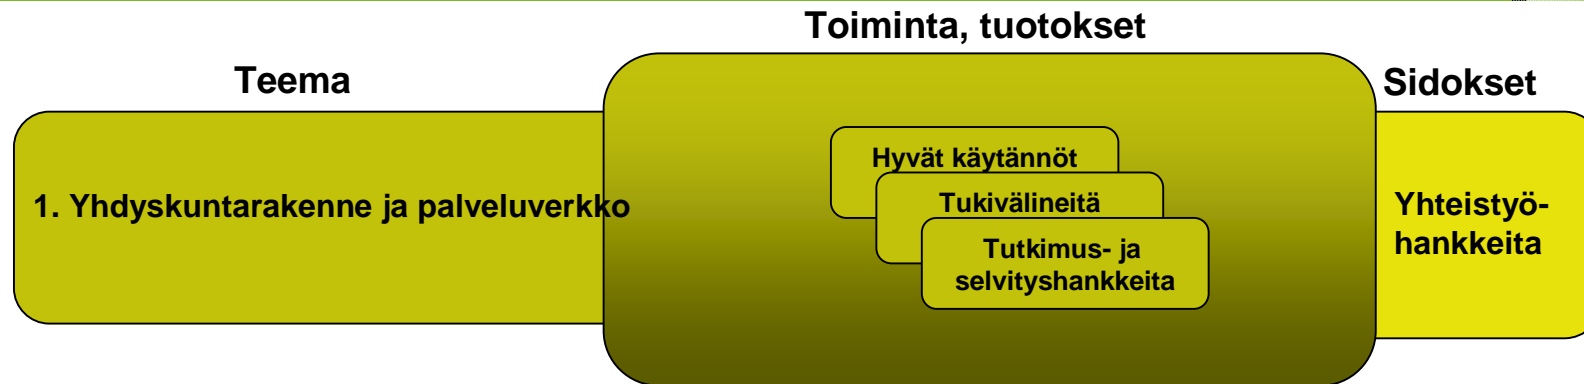 Toiminta, tuotokset
Teema
Sidokset
1. Yhdyskuntarakenne ja palveluverkko
Hyvät käytännöt
Tukivälineitä
Tutkimus- ja
selvityshankkeita
Yhteistyö-
hankkeita